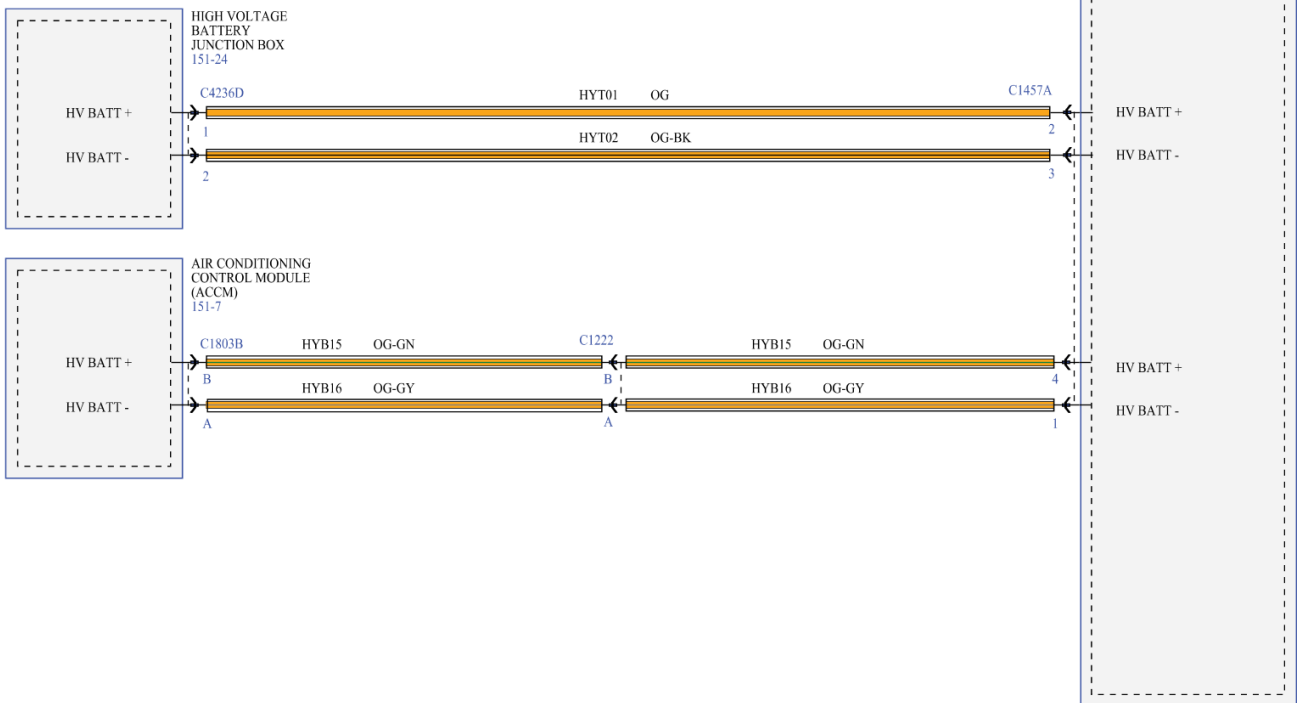 HIGH VOLTAGE
BATTERY
JUNCTION BOX
151-24
C4236D
HYT01 OG
C1457A
HV BATT +
HV BATT +
1
2
HYT02 OG-BK
HV BATT -
HV BATT -
2
3
AIR CONDITIONING
CONTROL MODULE
(ACCM)
151-7
C1803B
HYB15 OG-GN
C1222
HYB15 OG-GN
HV BATT +
HV BATT +
B
B
4
HYB16 OG-GY
HYB16 OG-GY
HV BATT -
HV BATT -
A
A
1